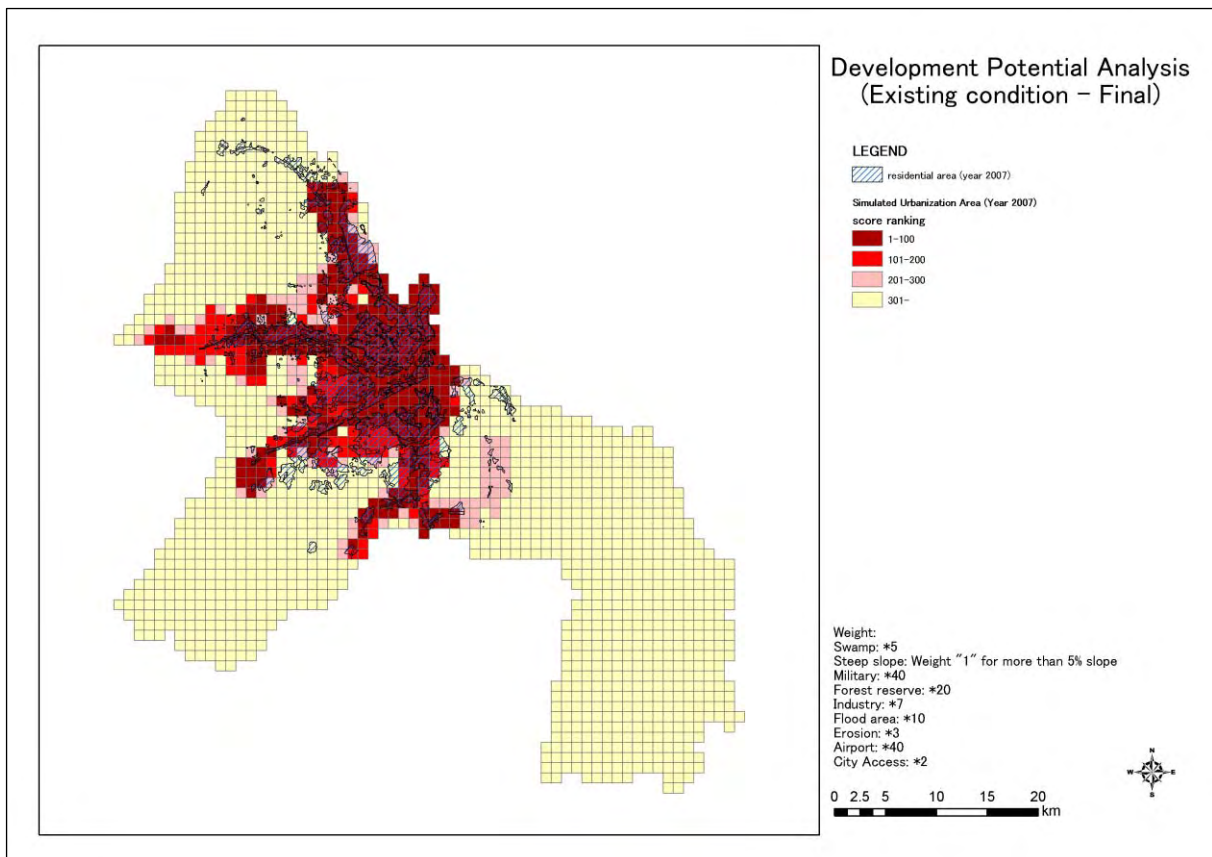 Development Potential Analysis
(Existing condition - Final)
LEGEND
residential area (year 2007)
Simulated Urbanization Area (Year 2007)
score ranking
1-100
101-200
201-300
301-
Weight:
Swamp: *5
Steep slope: Weight "1" for more than 5% slope
Military: *40
Forest reserve: *20
Industry: *7
Flood area: *10
Erosion: *3
Airport: *40
City Access: *2
N
W E
S
0 2.5 5 10 15 20
km